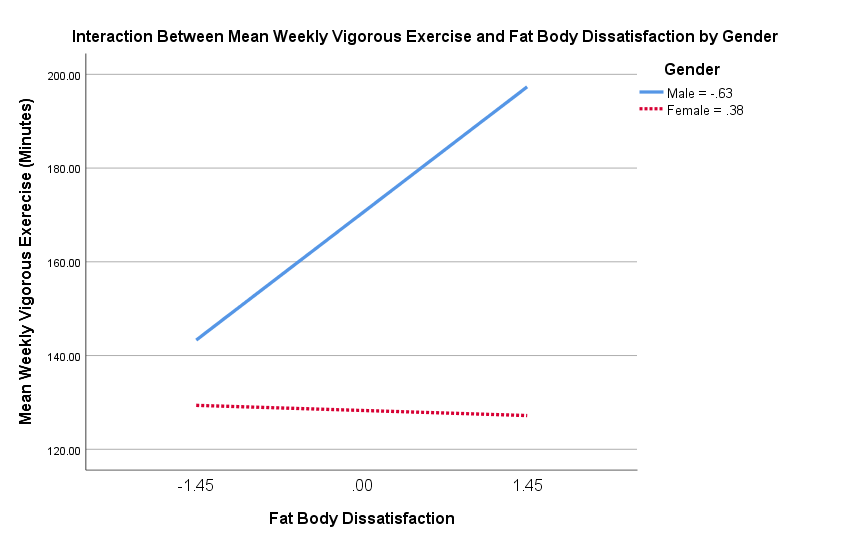 Interaction Between Mean Weekly Vigorous Exercise and Fat Body Dissatisfaction by Gender
Gender
Male = -.63
Female = .38
Mean Weekly Vigorous Exerecise (Minutes)
200.00
180.00
160.00
140.00
120.00
-1.45
.00
1.45
Fat Body Dissatisfaction